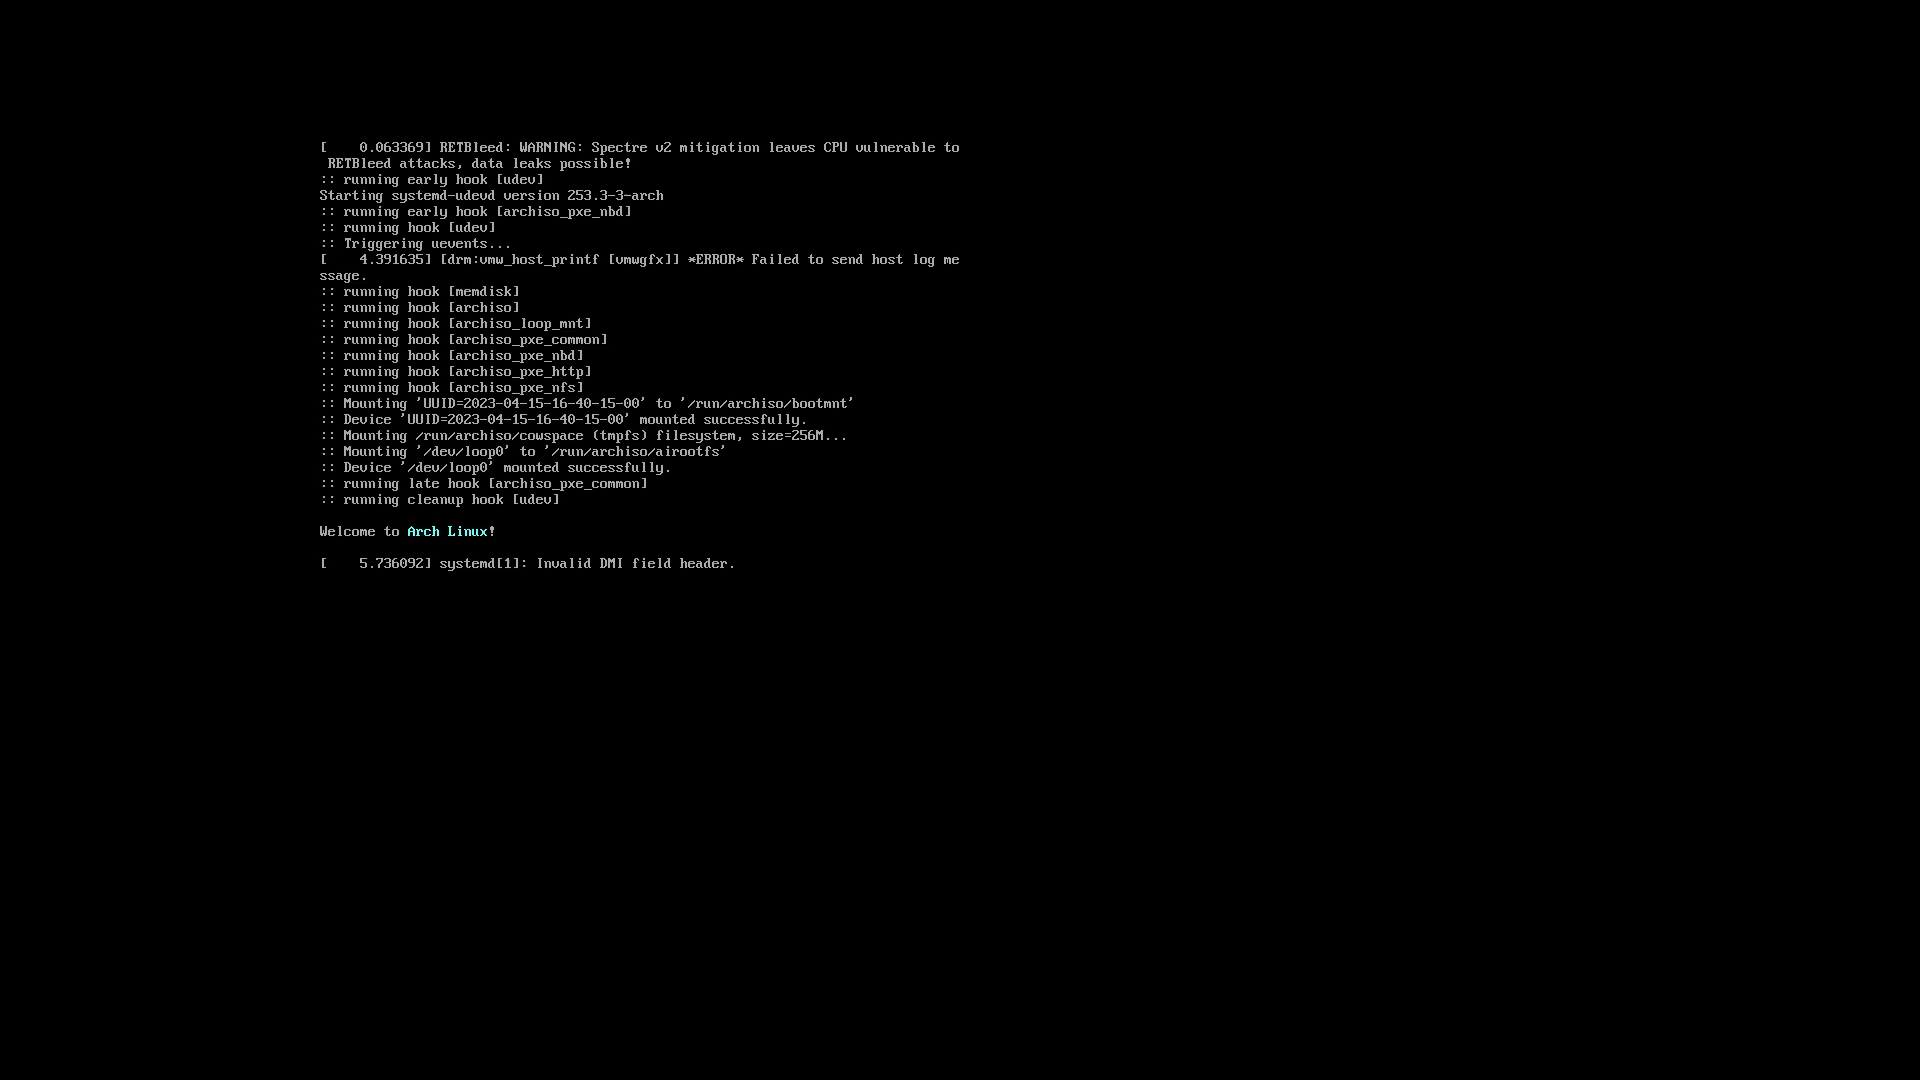 [    0.063369] RETBleed: WARNING: Spectre v2 mitigation leaves CPU vulnerable to
 RETBleed attacks, data leaks possible!
:: running early hook [udev]
Starting systemd-udevd version 253.3-3-arch
:: running early hook [archiso_pxe_nbd]
:: running hook [udev]
:: Triggering uevents...
[    4.391635] [drm:vmw_host_printf [vmwgfx]] *ERROR* Failed to send host log me
ssage.
:: running hook [memdisk]
:: running hook [archiso]
:: running hook [archiso_loop_mnt]
:: running hook [archiso_pxe_common]
:: running hook [archiso_pxe_nbd]
:: running hook [archiso_pxe_http]
:: running hook [archiso_pxe_nfs]
:: Mounting 'UUID=2023-04-15-16-40-15-00' to '/run/archiso/bootmnt'
:: Device 'UUID=2023-04-15-16-40-15-00' mounted successfully.
:: Mounting /run/archiso/cowspace (tmpfs) filesystem, size=256M...
:: Mounting '/dev/loop0' to '/run/archiso/airootfs'
:: Device '/dev/loop0' mounted successfully.
:: running late hook [archiso_pxe_common]
:: running cleanup hook [udev]
Welcome to Arch Linux!
[    5.736092] systemd[1]: Invalid DMI field header.